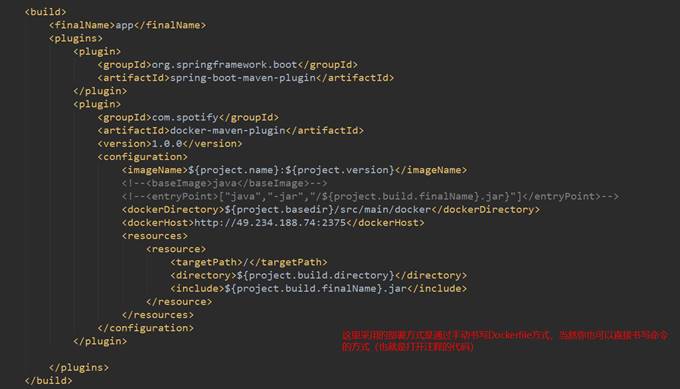 <build>
<finalName>app</finalName>
<plugins>
<plugin>
<groupId>org.springframework.boot</groupId>
<artifactId>spring-boot-maven-plugin</artifactId>
</plugin>
<plugin>
<groupId>com.spotify</groupId>
<artifactId>docker-maven-plugin</artifactId>
<version>1.0.0</version>
<configuration>
<imageName>${project.name}:${project.version}</imageName>
<!--<baseImage>java</baseImage>-->
<!--<entryPoint>["java","-jar","/${project.build.finalName}.jar"]</entryPoint>-->
<dockerDirectory>${project.basedir}/src/main/docker</dockerDirectory>
<dockerHost>http://49.234.188.74:2375</dockerHost>
<resources>
<resource>
<targetPath>/</targetPath>
<directory>${project.build.directory}</directory>
<include>${project.build.finalName}.jar</include>
</resource>
</resources>
</configuration>
</plugin>
这里采用的部署方式是通过手动书写Dockerfile方式，当然你也可以直接书写命令
的方式（也就是打开注释的代码）
</plugins>
</build>